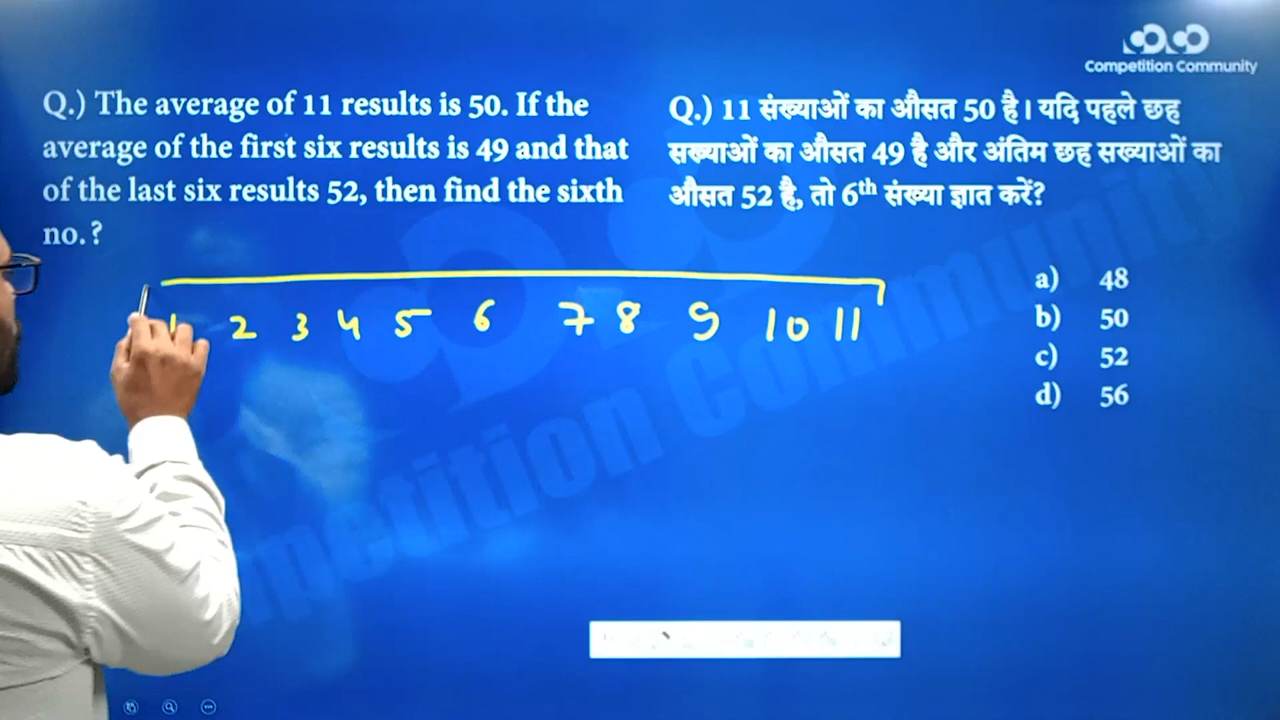 Competition Community
Q.) The average of 11 results is 50. If the
average of the first six results is 49 and that
of the last six results 52, then find the sixth
no.?
Q.) 11 संख्याओं का औसत 50 है। यदि पहले छह
सख्याओं का औसत 49 है और अंतिम छह सख्याओं का
औसत 52 है, तो 6th संख्या ज्ञात करें?
1 2 3 4 5 6 7 8 9 10 11
a) 48
b) 50
c) 52
d) 56
Competition Community